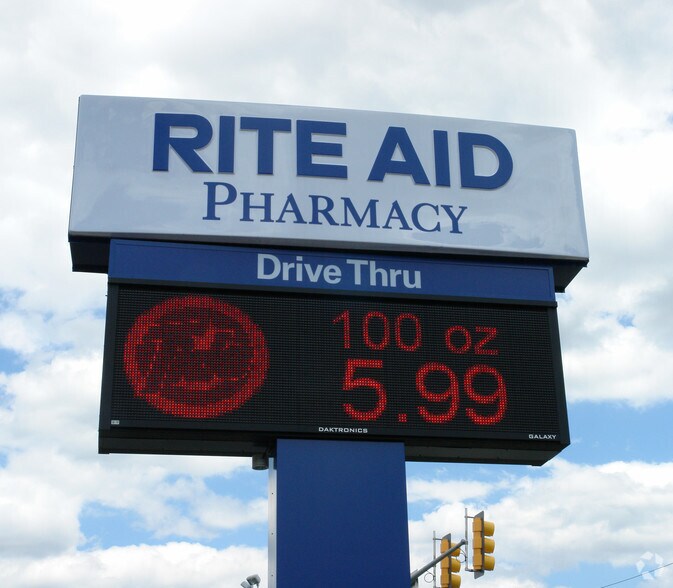 RITE AID
PHARMACY
Drive Thru
100 oz
5.99
DAKTRONICS
GALAXY